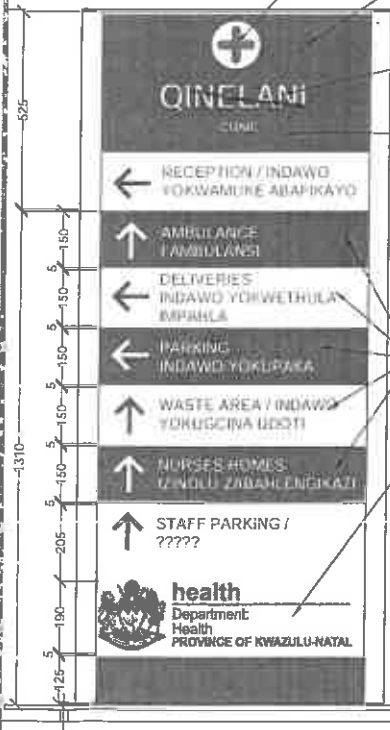 QINELANI
CLINIC
RECEPTION / INDAWO
YOKWAMUKE ABAFIKAYO
AMBULANCE
I'AMBULANSI
DELIVERIES
INDAWO YOKWETHULA
IMPAHLA
PARKING
INDAWO YOKUPAKA
WASTE AREA / INDAWO
YOKUGCINA UDOTI
NURSES HOMES
IZINDLU ZABAHLENGIKAZI
STAFF PARKING /
?????
health
Department:
Health
PROVINCE OF KWAZULU-NATAL
525
1310
150
5
150
5
150
5
150
5
150
5
205
190
5
125